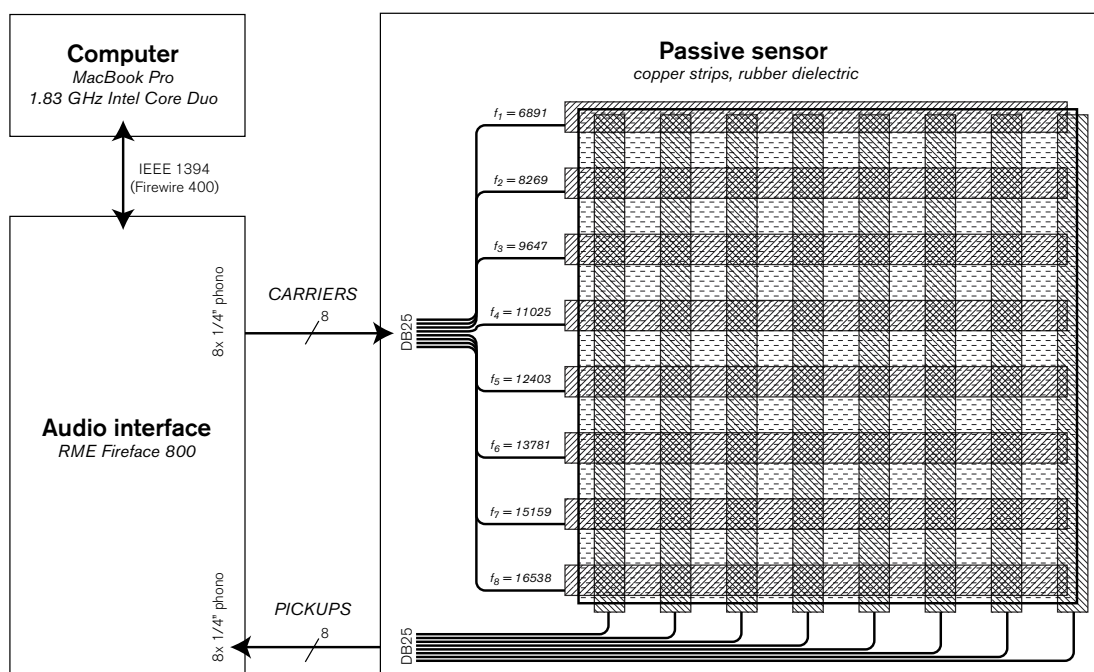 Computer
MacBook Pro
1.83 GHz Intel Core Duo
IEEE 1394
(Firewire 400)
Audio interface
RME Fireface 800
8x 1/4" phono
8x 1/4" phono
CARRIERS
8
PICKUPS
8
Passive sensor
copper strips, rubber dielectric
DB25
f1 = 6891
f2 = 8269
f3 = 9647
f4 = 11025
f5 = 12403
f6 = 13781
f7 = 15159
f8 = 16538
DB25